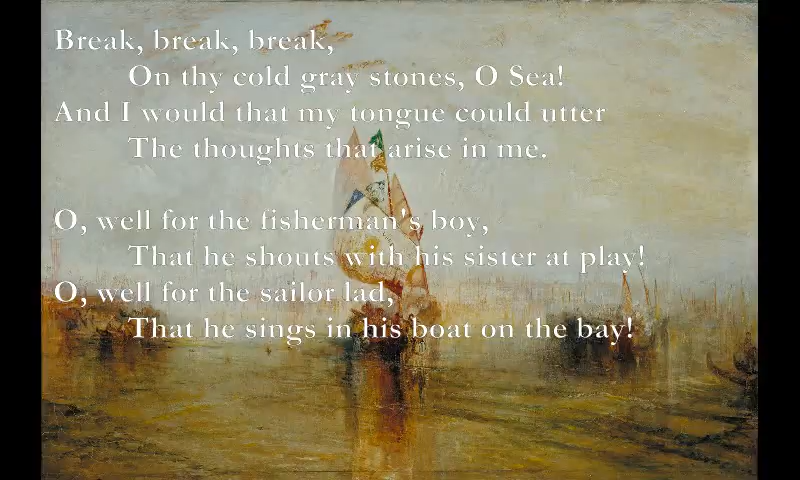 Break, break, break,
On thy cold gray stones, O Sea!
And I would that my tongue could utter
The thoughts that arise in me.
O, well for the fisherman's boy,
That he shouts with his sister at play!
O, well for the sailor lad,
That he sings in his boat on the bay!